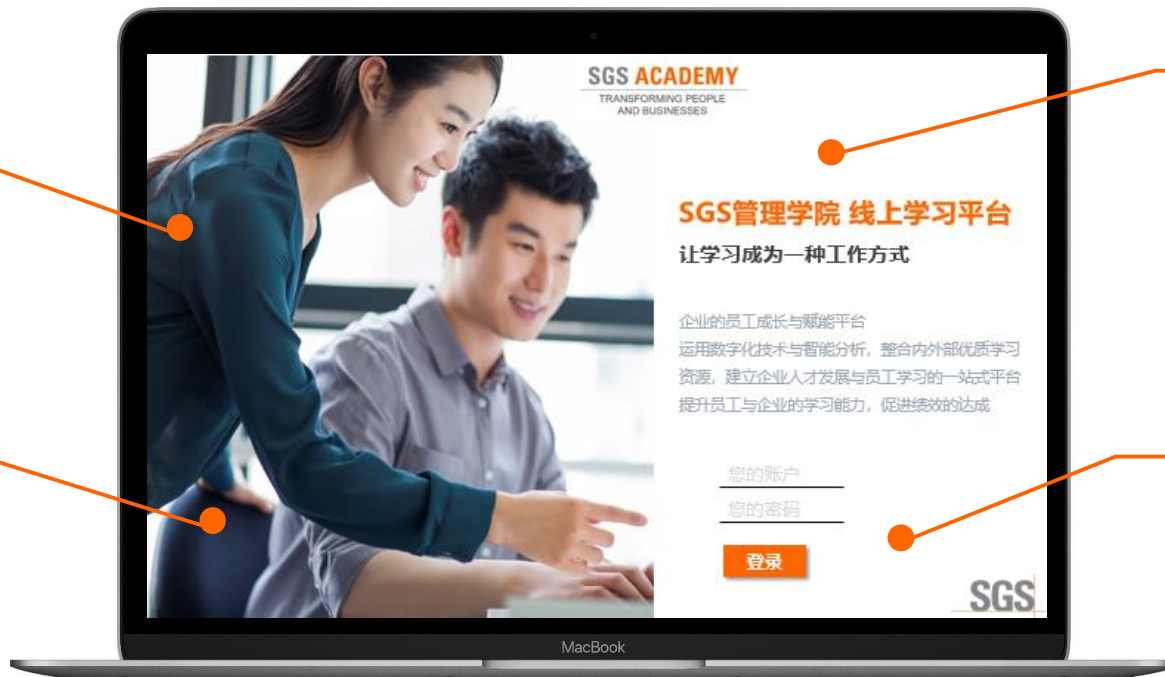 SGS ACADEMY
TRANSFORMING PEOPLE
AND BUSINESSES
SGS管理学院 线上学习平台
让学习成为一种工作方式
企业的员工成长与赋能平台
运用数字化技术与智能分析，整合内外部优质学习
资源，建立企业人才发展与员工学习的一站式平台
提升员工与企业的学习能力，促进绩效的达成
您的账户
您的密码
登录
SGS
MacBook